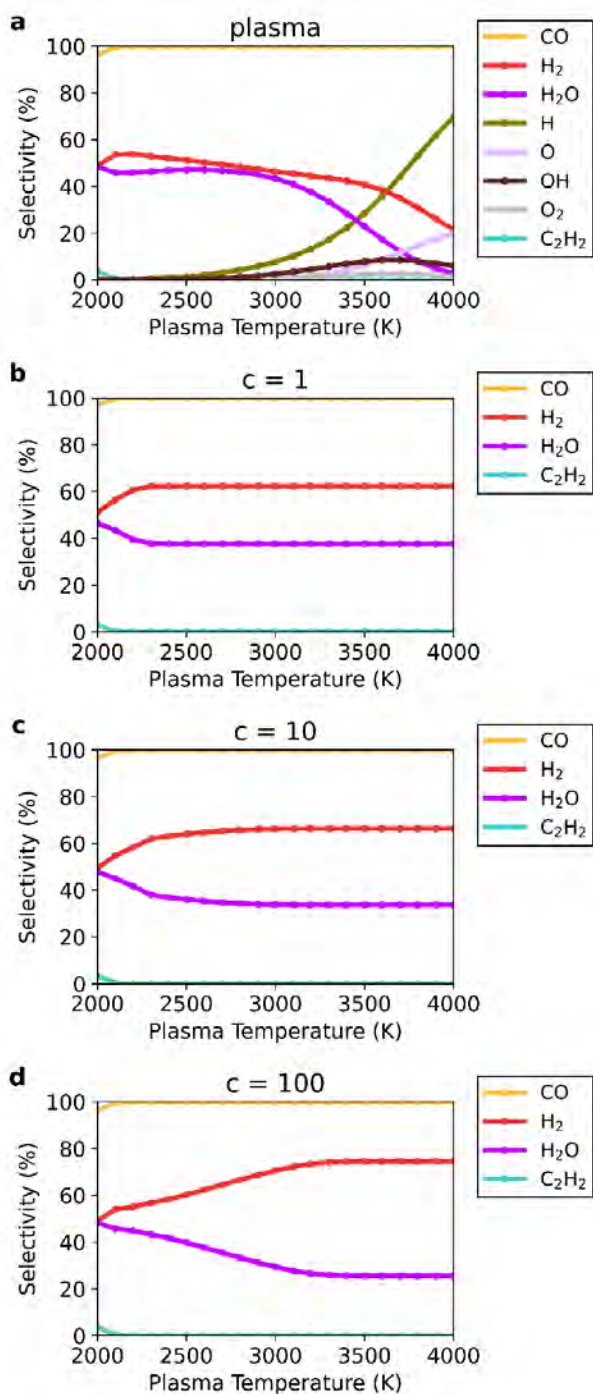 a
plasma
100
80
60
40
20
0
Selectivity (%)
2000 2500 3000 3500 4000
Plasma Temperature (K)
CO
H₂
H₂O
H
O
OH
O₂
C₂H₂
b
c = 1
100
80
60
40
20
0
Selectivity (%)
2000 2500 3000 3500 4000
Plasma Temperature (K)
CO
H₂
H₂O
C₂H₂
c
c = 10
100
80
60
40
20
0
Selectivity (%)
2000 2500 3000 3500 4000
Plasma Temperature (K)
CO
H₂
H₂O
C₂H₂
d
c = 100
100
80
60
40
20
0
Selectivity (%)
2000 2500 3000 3500 4000
Plasma Temperature (K)
CO
H₂
H₂O
C₂H₂